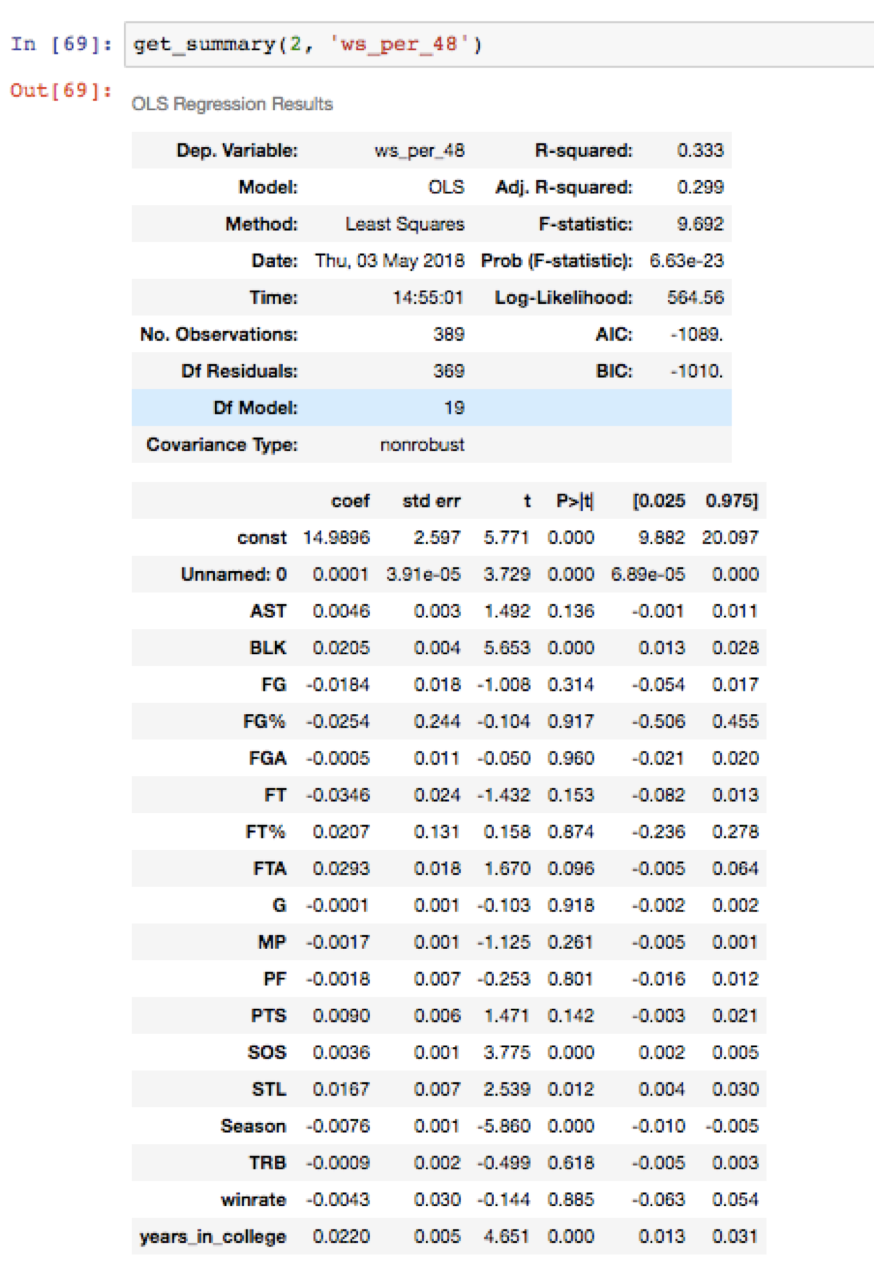 In [69]: get_summary(2, 'ws_per_48')
Out[69]:
OLS Regression Results
Dep. Variable: ws_per_48 R-squared: 0.333
Model: OLS Adj. R-squared: 0.299
Method: Least Squares F-statistic: 9.692
Date: Thu, 03 May 2018 Prob (F-statistic): 6.63e-23
Time: 14:55:01 Log-Likelihood: 564.56
No. Observations: 389 AIC: -1089.
Df Residuals: 369 BIC: -1010.
Df Model: 19
Covariance Type: nonrobust
coef std err t P>|t| [0.025 0.975]
const 14.9896 2.597 5.771 0.000 9.882 20.097
Unnamed: 0 0.0001 3.91e-05 3.729 0.000 6.89e-05 0.000
AST 0.0046 0.003 1.492 0.136 -0.001 0.011
BLK 0.0205 0.004 5.653 0.000 0.013 0.028
FG -0.0184 0.018 -1.008 0.314 -0.054 0.017
FG% -0.0254 0.244 -0.104 0.917 -0.506 0.455
FGA -0.0005 0.011 -0.050 0.960 -0.021 0.020
FT -0.0346 0.024 -1.432 0.153 -0.082 0.013
FT% 0.0207 0.131 0.158 0.874 -0.236 0.278
FTA 0.0293 0.018 1.670 0.096 -0.005 0.064
G -0.0001 0.001 -0.103 0.918 -0.002 0.002
MP -0.0017 0.001 -1.125 0.261 -0.005 0.001
PF -0.0018 0.007 -0.253 0.801 -0.016 0.012
PTS 0.0090 0.006 1.471 0.142 -0.003 0.021
SOS 0.0036 0.001 3.775 0.000 0.002 0.005
STL 0.0167 0.007 2.539 0.012 0.004 0.030
Season -0.0076 0.001 -5.860 0.000 -0.010 -0.005
TRB -0.0009 0.002 -0.499 0.618 -0.005 0.003
winrate -0.0043 0.030 -0.144 0.885 -0.063 0.054
years_in_college 0.0220 0.005 4.651 0.000 0.013 0.031